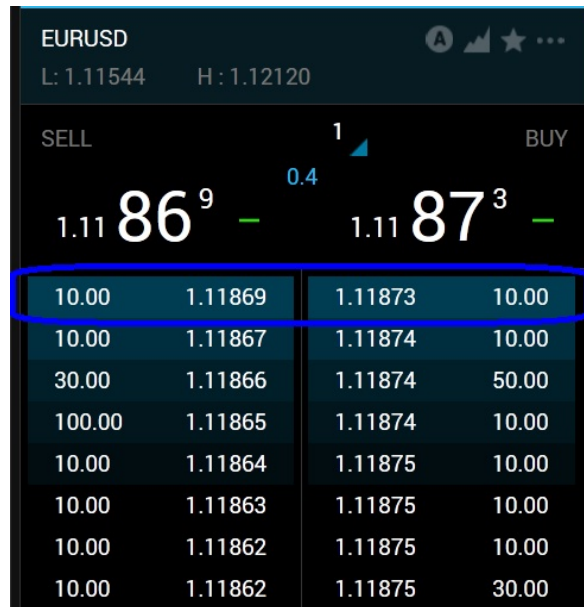 EURUSD A ...
L: 1.11544 H : 1.12120
SELL 1 BUY
0.4
1.11 86 9 1.11 87 3
10.00 1.11869 1.11873 10.00
10.00 1.11867 1.11874 10.00
30.00 1.11866 1.11874 50.00
100.00 1.11865 1.11874 10.00
10.00 1.11864 1.11875 10.00
10.00 1.11863 1.11875 10.00
10.00 1.11862 1.11875 10.00
10.00 1.11862 1.11875 30.00